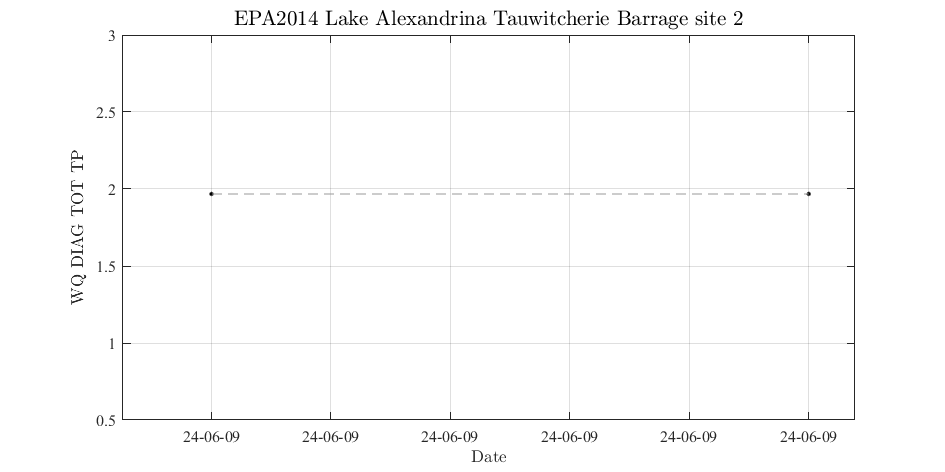 EPA2014 Lake Alexandrina Tauwitcherie Barrage site 2
3
2.5
2
1.5
1
0.5
WQ DIAG TOT TP
24-06-09 24-06-09 24-06-09 24-06-09 24-06-09 24-06-09
Date